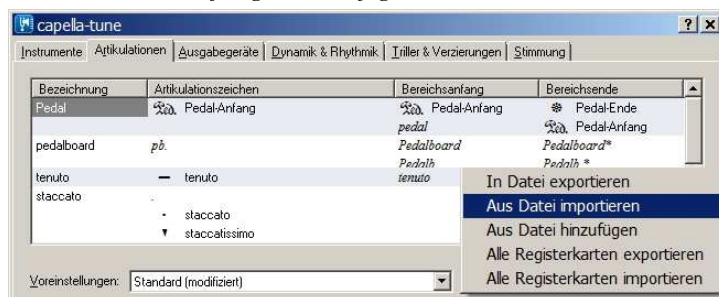 capella-tune
Instrumente Artikulationen Ausgabegeräte Dynamik & Rhythmik Triller & Verzierungen Stimmung
Bezeichnung Artikulationszeichen Bereichsanfang Bereichsende
Pedal Pedal-Anfang Pedal-Anfang Pedal-Ende
pedal Pedal-Anfang
pedalboard pb. Pedalboard Pedalboard*
Pedalb Pedalb *
tenuto tenuto tenuto
staccato .
staccato
staccatissimo
In Datei exportieren
Aus Datei importieren
Aus Datei hinzufügen
Alle Registerkarten exportieren
Alle Registerkarten importieren
Voreinstellungen: Standard (modifiziert)